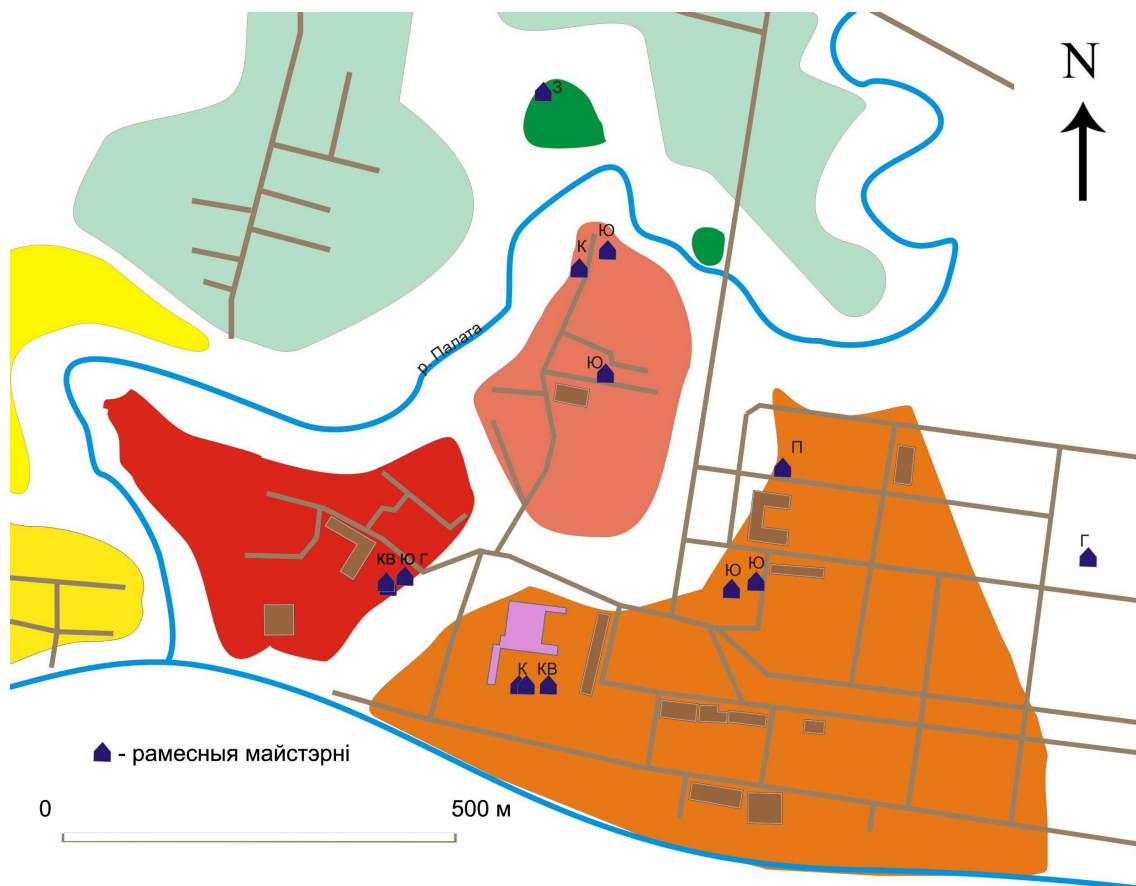 N
З
Ю
К
р. Палата
Ю
П
Г
КВ Ю Г
Ю Ю
К КВ
- рамесныя майстэрні
0 500 м